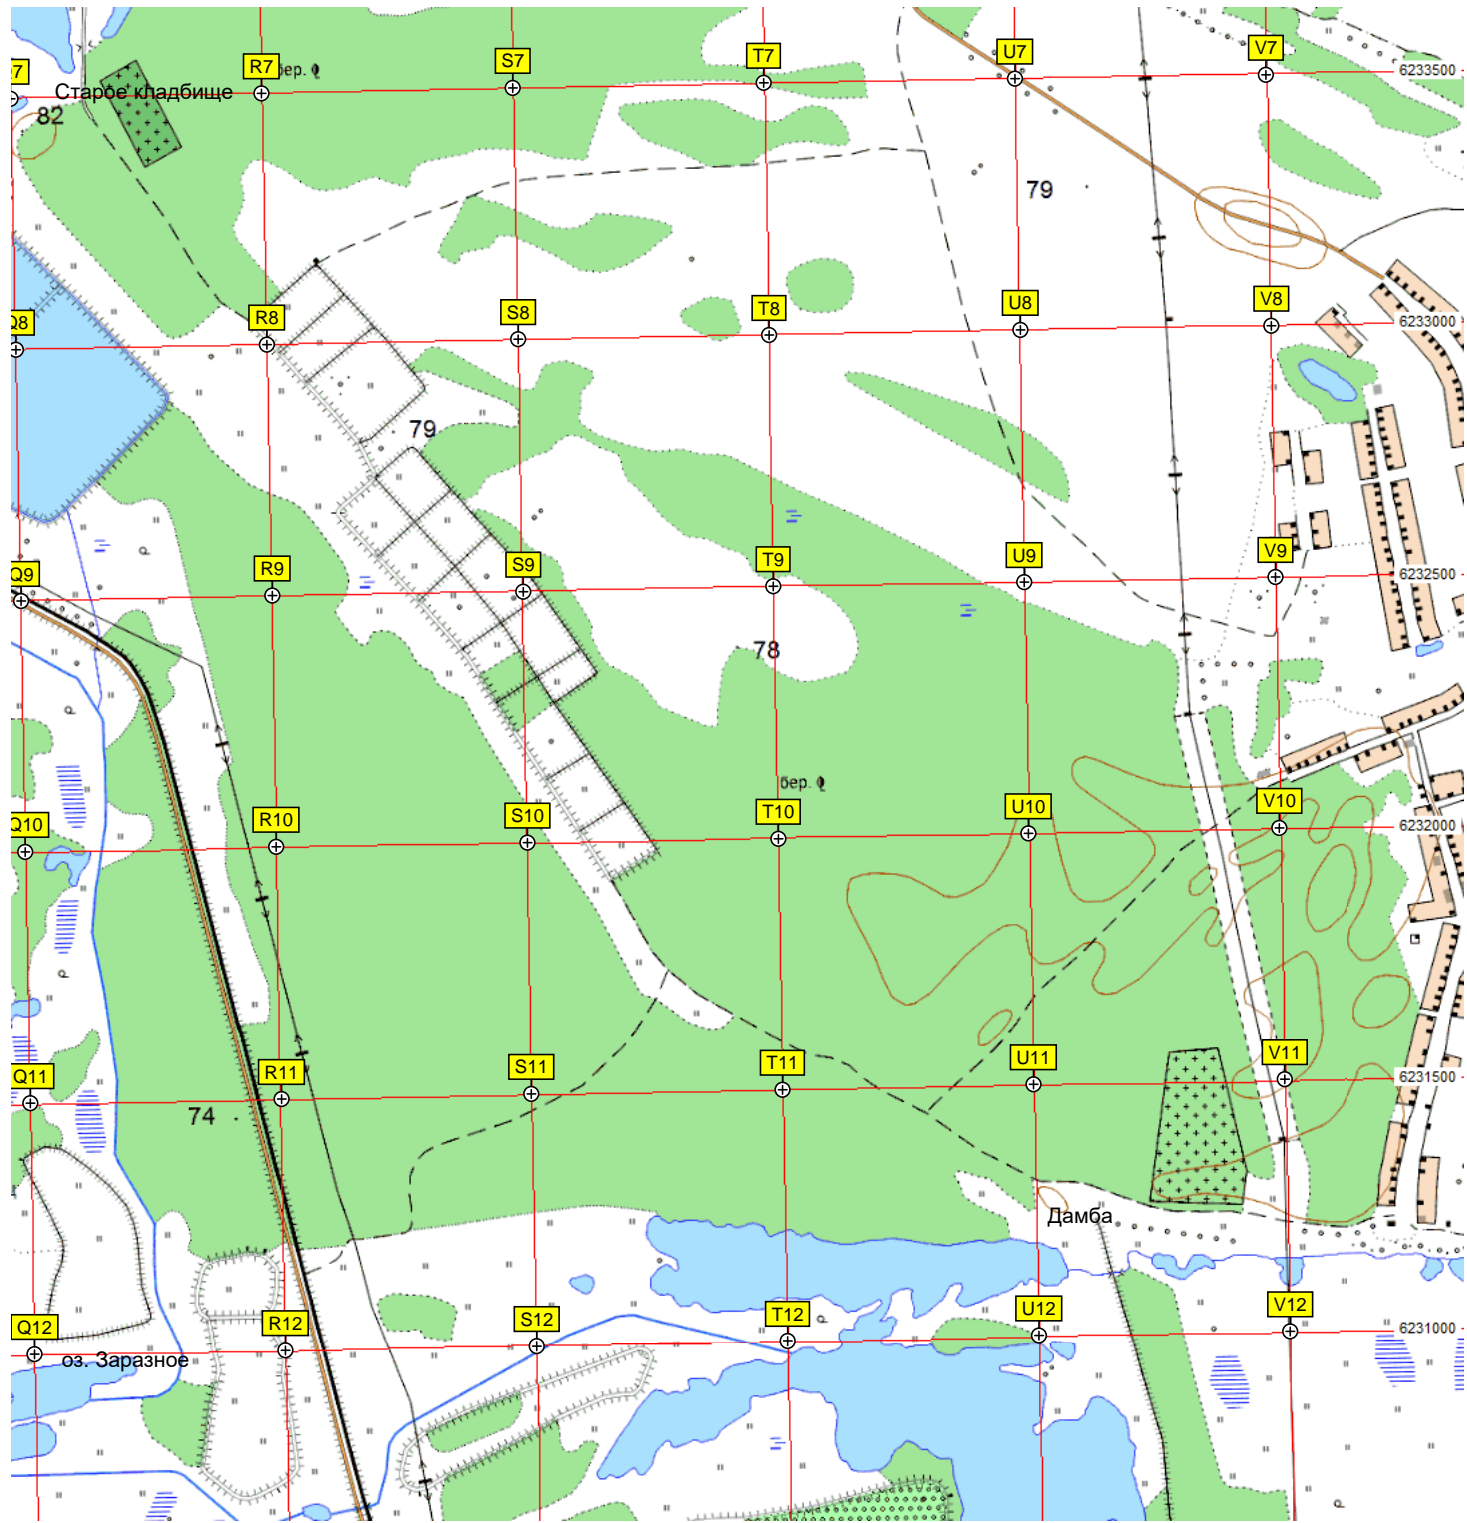 R7
бер.
S7
T7
U7
V7
6233500
7
Старое кладбище
82
79
R8
S8
T8
U8
V8
6233000
Q8
79
Q9
R9
S9
T9
U9
V9
6232500
78
бер.
Q10
R10
S10
T10
U10
V10
6232000
Q11
R11
S11
T11
U11
V11
6231500
74
Дамба
Q12
R12
S12
T12
U12
V12
6231000
оз. Заразное